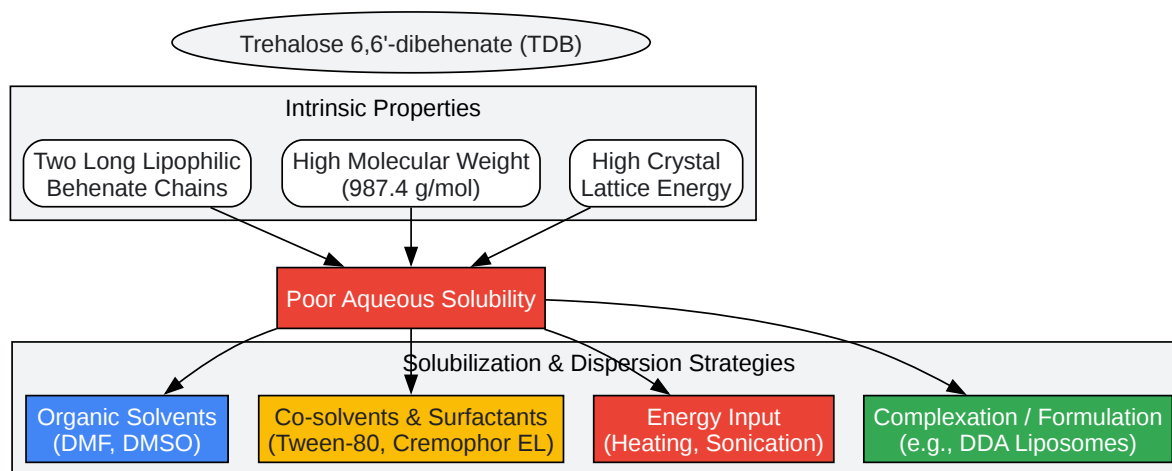 Trehalose 6,6'-dibehenate (TDB)
Intrinsic Properties
Two Long Lipophilic
Behenate Chains
High Molecular Weight
(987.4 g/mol)
High Crystal
Lattice Energy
Poor Aqueous Solubility
Solubilization & Dispersion Strategies
Organic Solvents
(DMF, DMSO)
Co-solvents & Surfactants
(Tween-80, Cremophor EL)
Energy Input
(Heating, Sonication)
Complexation / Formulation
(e.g., DDA Liposomes)